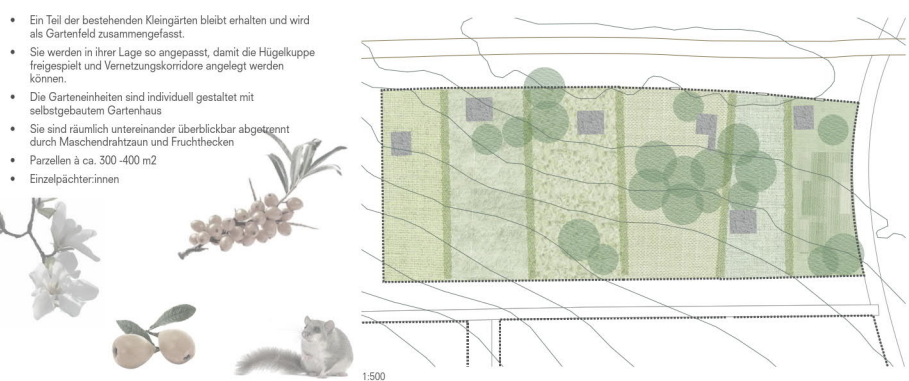 • Ein Teil der bestehenden Kleingärten bleibt erhalten und wird
als Gartenfeld zusammengefasst.
• Sie werden in ihrer Lage so angepasst, damit die Hügelkuppe
freigespielt und Vernetzungskorridore angelegt werden
können.
• Die Garteneinheiten sind individuell gestaltet mit
selbstgebautem Gartenhaus
• Sie sind räumlich untereinander überblickbar abgetrennt
durch Maschendrahtzaun und Fruchthecken
• Parzellen à ca. 300 -400 m2
• Einzelpächter:innen
1:500